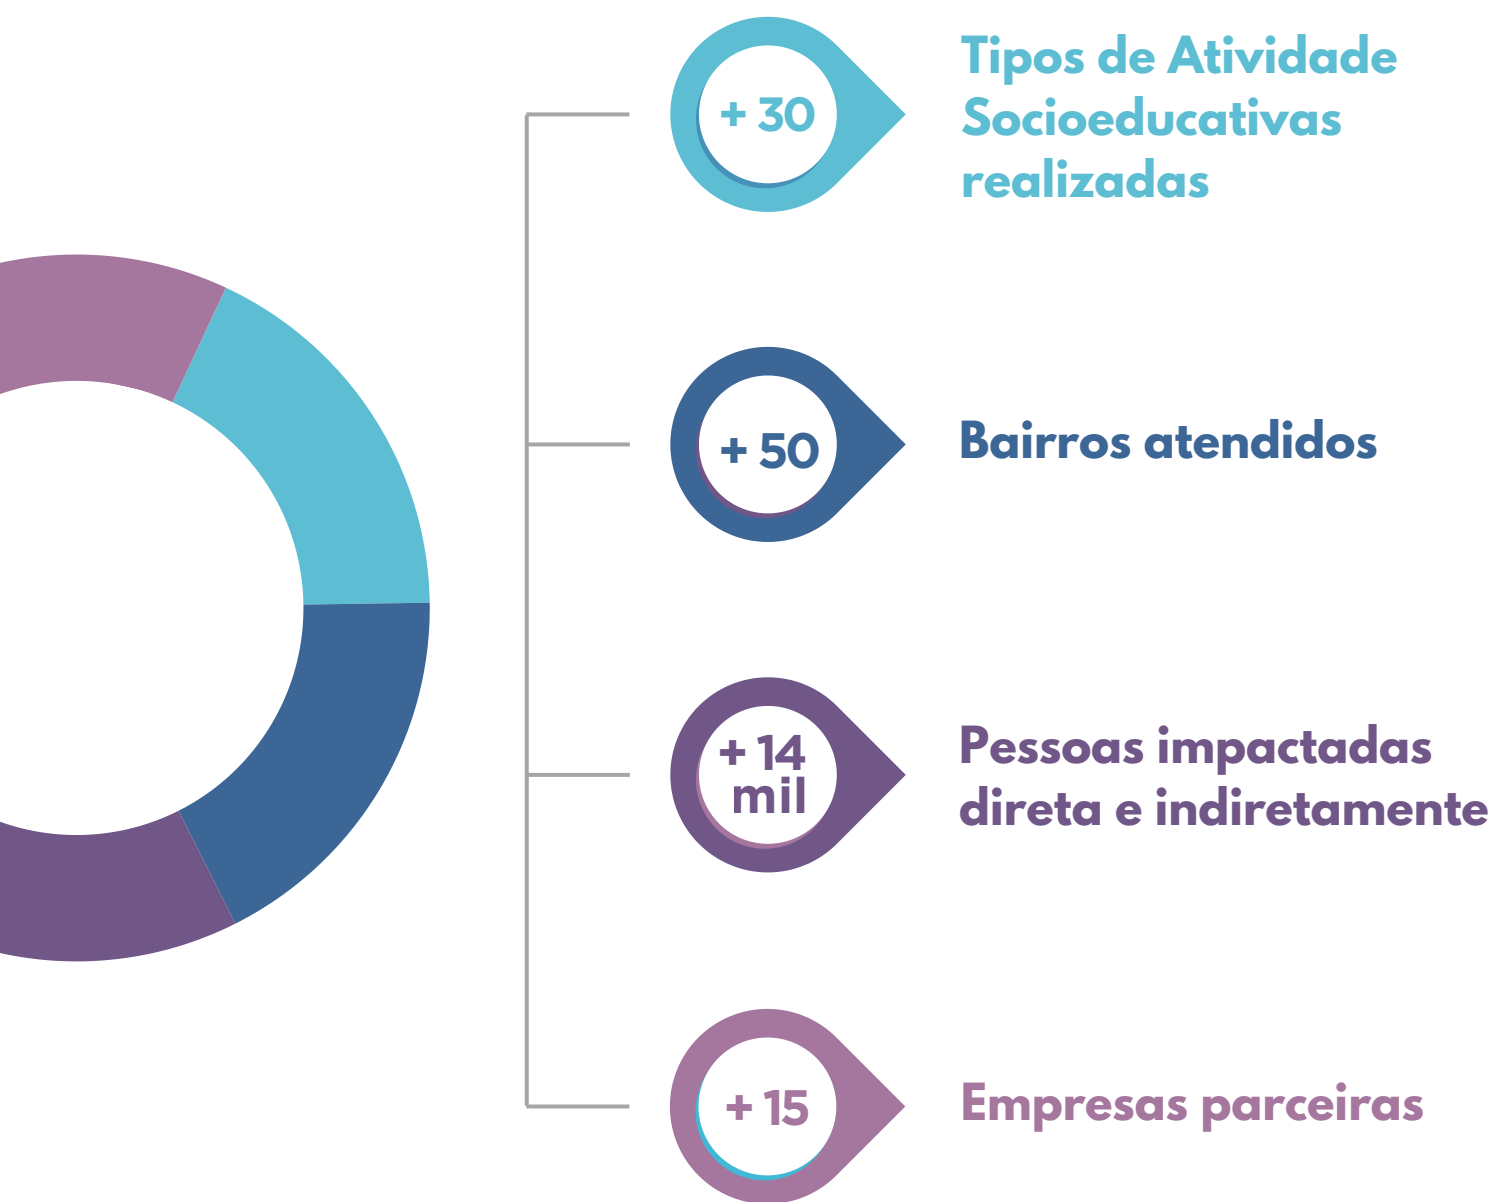 + 30
Tipos de Atividade
Socioeducativas
realizadas
+ 50
Bairros atendidos
+ 14
mil
Pessoas impactadas
direta e indiretamente
+ 15
Empresas parceiras